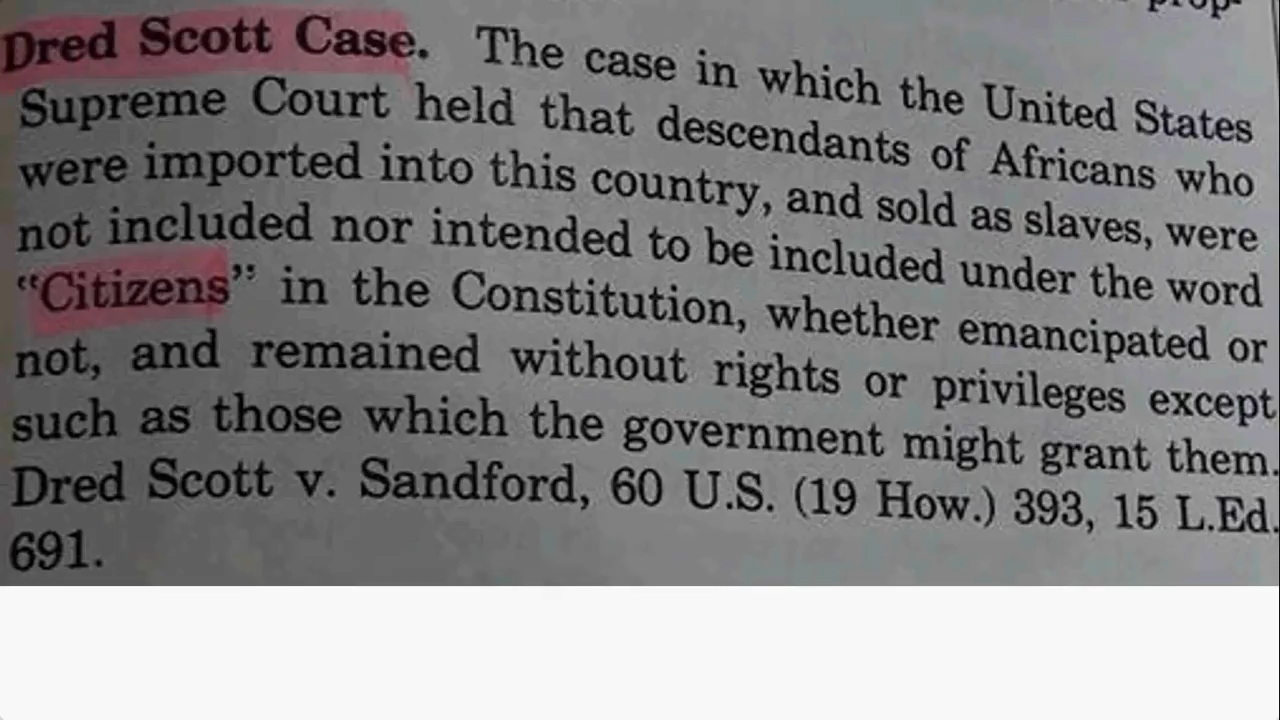 prop-
Dred Scott Case. The case in which the United States
Supreme Court held that descendants of Africans who
were imported into this country, and sold as slaves, were
not included nor intended to be included under the word
“Citizens” in the Constitution, whether emancipated or
not, and remained without rights or privileges except
such as those which the government might grant them.
Dred Scott v. Sandford, 60 U.S. (19 How.) 393, 15 L.Ed.
691.